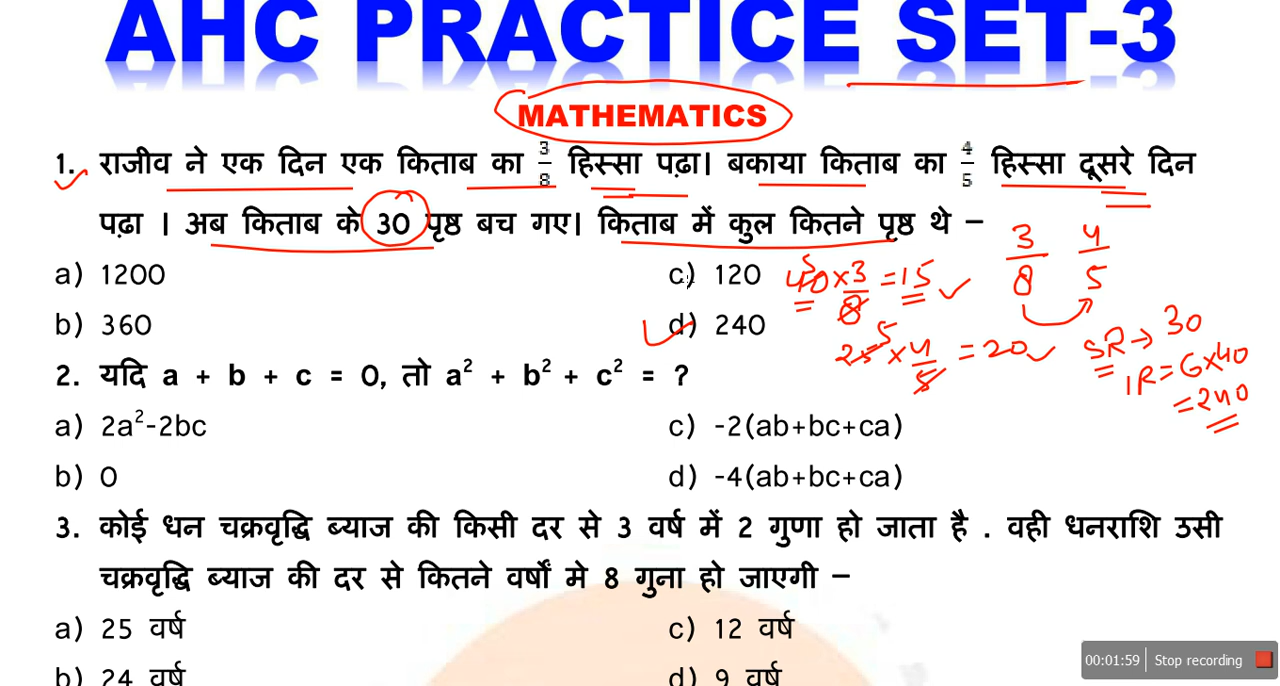 AHC PRACTICE SET-3
MATHEMATICS
1. राजीव ने एक दिन एक किताब का 3/8 हिस्सा पढ़ा। बकाया किताब का 4/5 हिस्सा दूसरे दिन
पढ़ा । अब किताब के 30 पृष्ठ बच गए। किताब में कुल कितने पृष्ठ थे –
a) 1200 c) 120
b) 360 d) 240
3/8 4/5
40 × 3/8 = 15
25 × 4/5 = 20
5R → 30
1R = 6×40
= 240
2. यदि a + b + c = 0, तो a² + b² + c² = ?
a) 2a²-2bc c) -2(ab+bc+ca)
b) 0 d) -4(ab+bc+ca)
3. कोई धन चक्रवृद्धि ब्याज की किसी दर से 3 वर्ष में 2 गुणा हो जाता है . वही धनराशि उसी
चक्रवृद्धि ब्याज की दर से कितने वर्षों मे 8 गुना हो जाएगी –
a) 25 वर्ष c) 12 वर्ष
b) 24 वर्ष d) 9 वर्ष
00:01:59 Stop recording